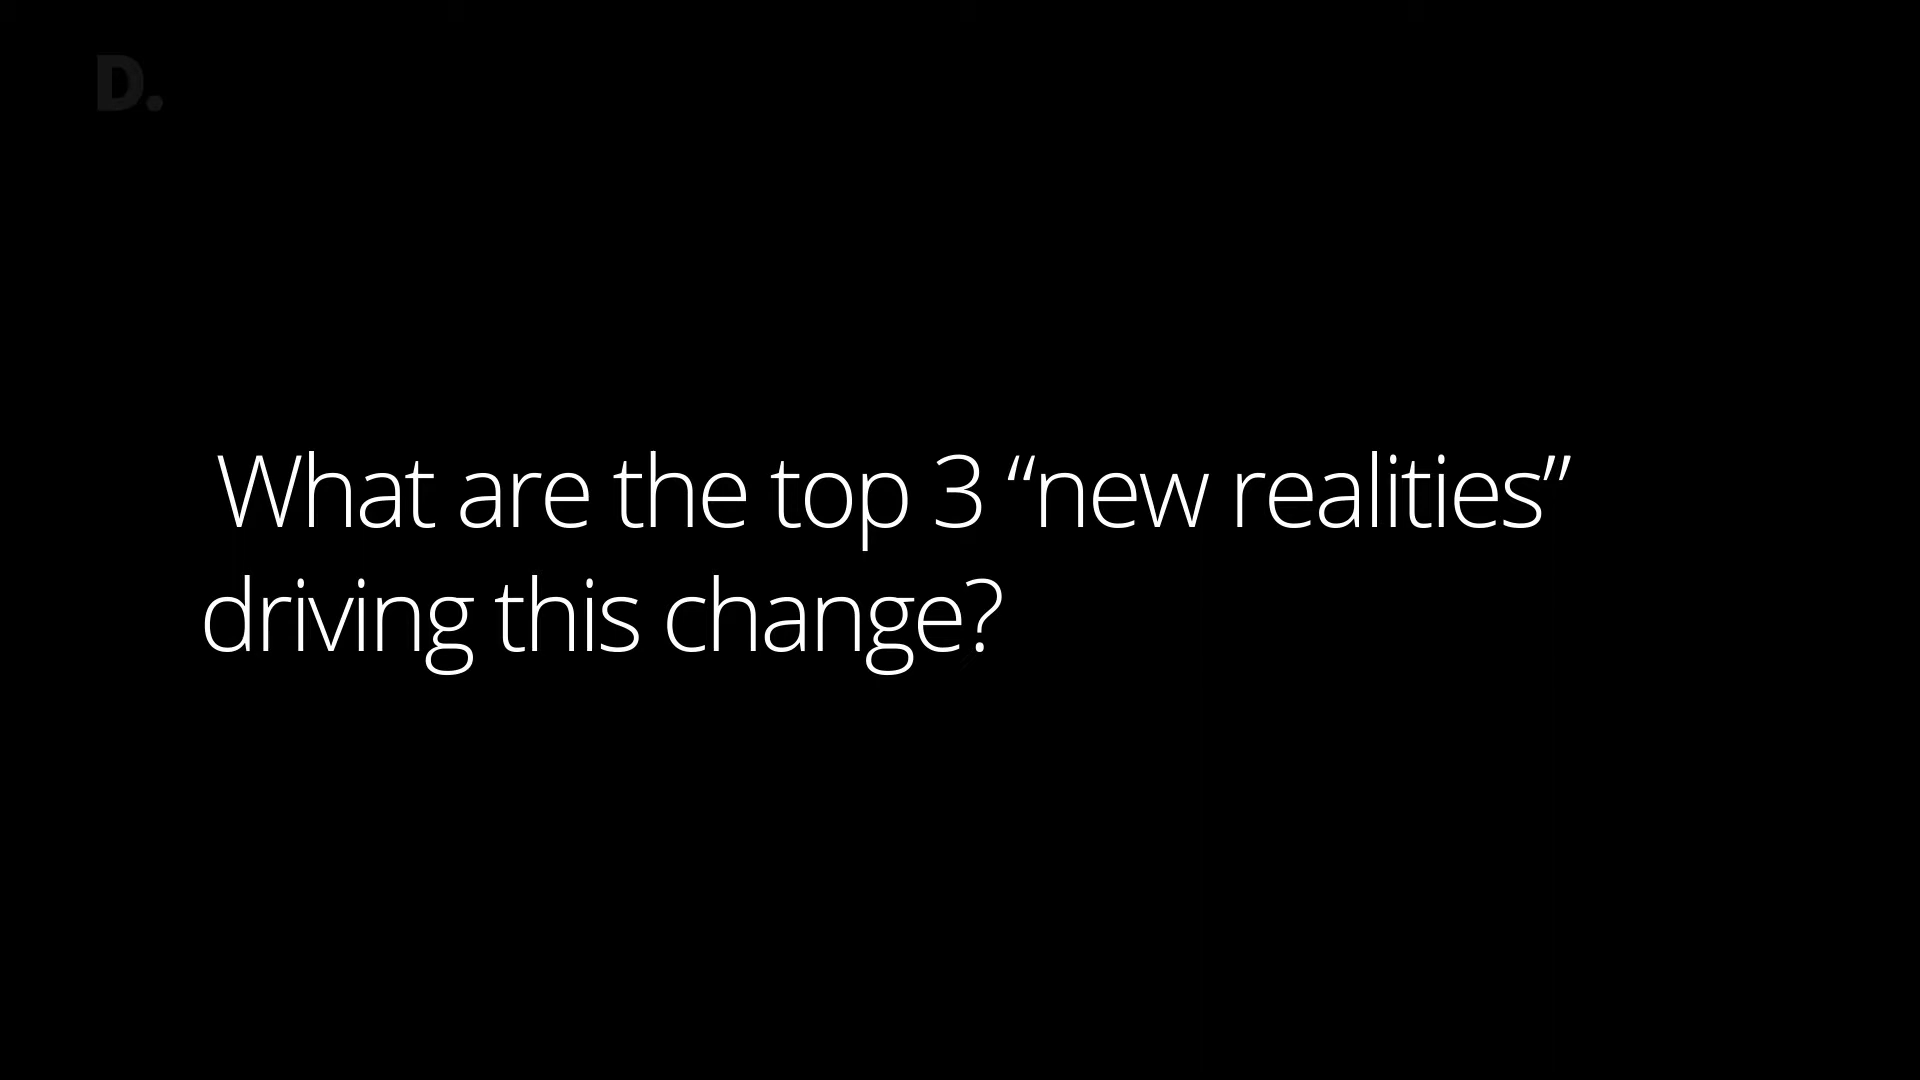 D.
What are the top 3 “new realities”
driving this change?